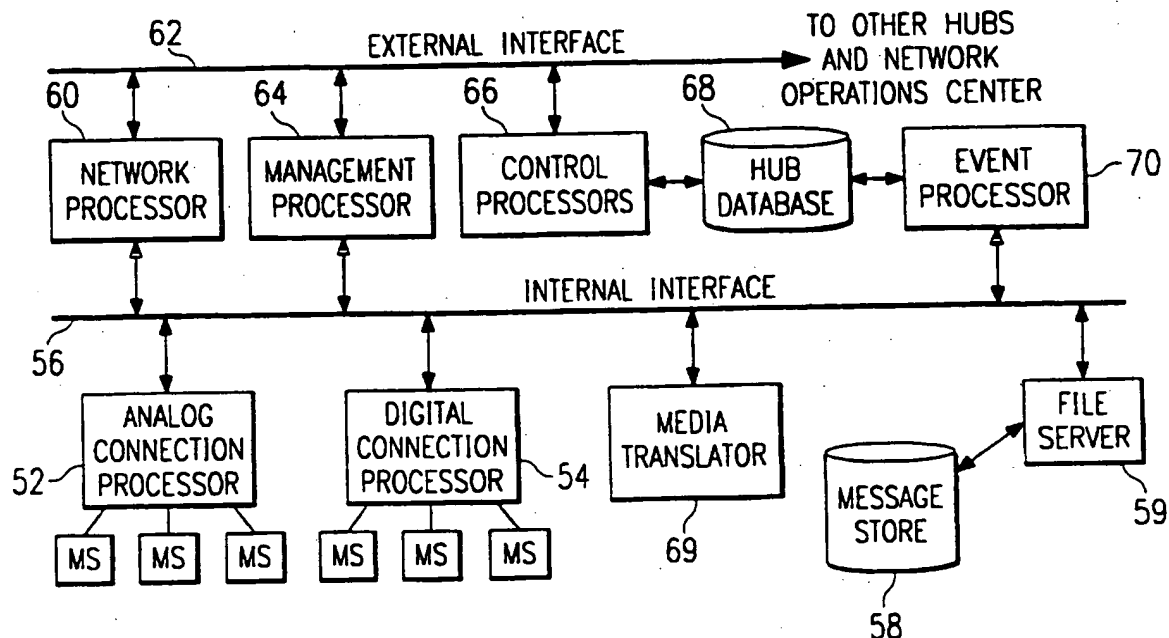 62
EXTERNAL INTERFACE
TO OTHER HUBS
AND NETWORK
OPERATIONS CENTER
60
64
66
68
NETWORK
PROCESSOR
MANAGEMENT
PROCESSOR
CONTROL
PROCESSORS
HUB
DATABASE
EVENT
PROCESSOR
70
INTERNAL INTERFACE
56
ANALOG
CONNECTION
PROCESSOR
52
DIGITAL
CONNECTION
PROCESSOR
54
MEDIA
TRANSLATOR
69
FILE
SERVER
59
MESSAGE
STORE
58
MS
MS
MS
MS
MS
MS